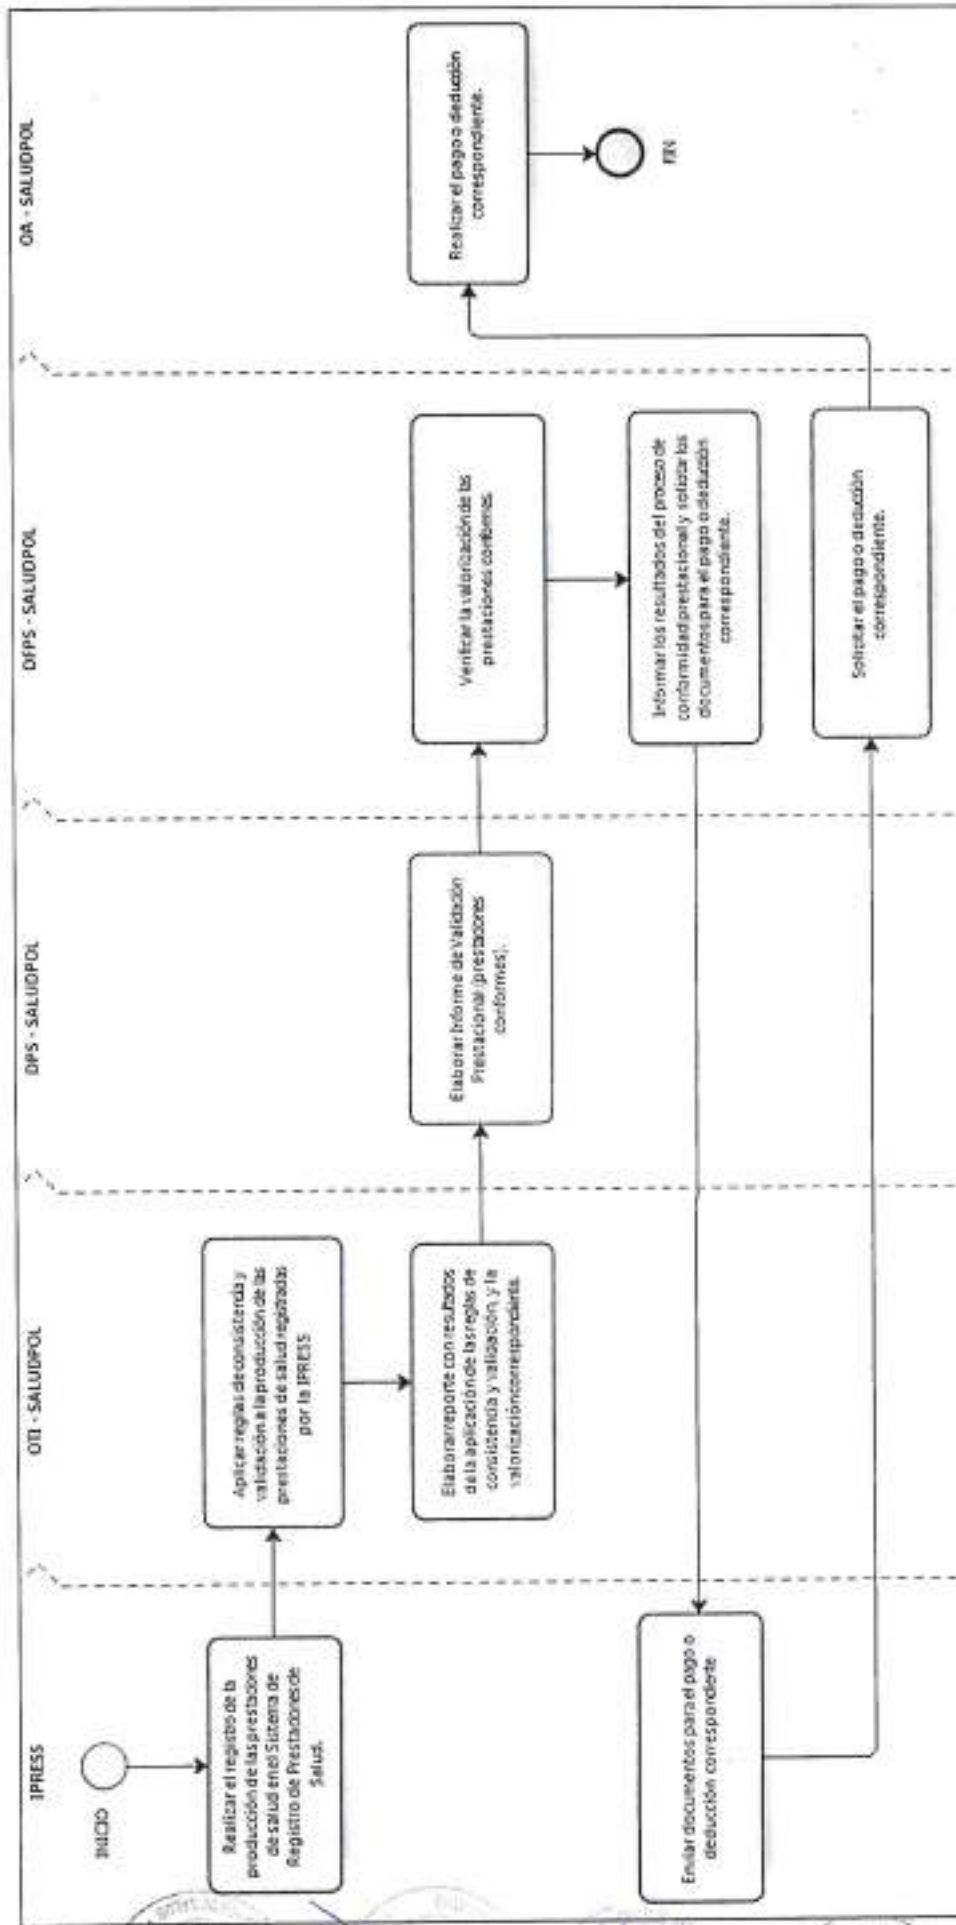 IPRESS
OTI - SALUDPOL
DPS - SALUDPOL
DFPS - SALUDPOL
OA - SALUDPOL
INICIO
Realizar el registro de la
producción de las prestadores
de salud en el Sistema de
Registro de Prestadores de
Salud.
Aplicar reglas de consistencia y
validación a la producción de las
prestaciones de salud registradas
por la IPRESS
Elaborar reporte con resultados
de la aplicación de las reglas de
consistencia y validación, y la
valorización correspondiente.
Elaborar Informe de Validación
Prestacional (prestadores
conformes).
Verificar la valorización de las
prestaciones conformes.
Informar los resultados del proceso de
conformidad prestacional y solicitar los
documentos para el pago o deducción
correspondiente.
Enviar documentos para el pago o
deducción correspondiente
Solicitar el pago o deducción
correspondiente.
Realizar el pago o deducción
correspondiente.
FIN